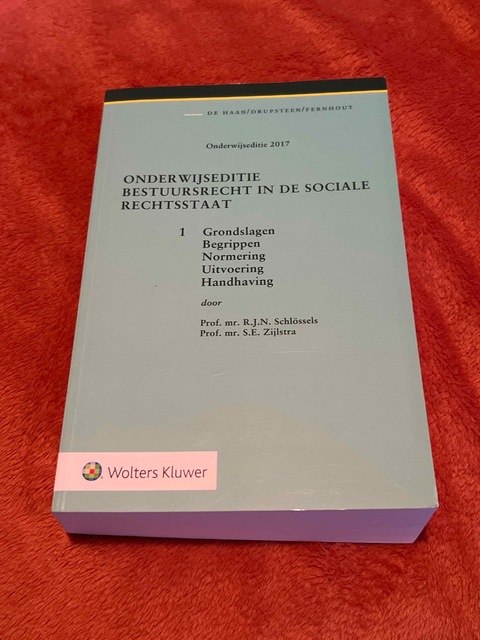 DE HAAN/DRUPSTEEN/FERNHOUT
Onderwijseditie 2017
ONDERWIJSEDITIE
BESTUURSRECHT IN DE SOCIALE
RECHTSSTAAT
1 Grondslagen
Begrippen
Normering
Uitvoering
Handhaving
door
Prof. mr. R.J.N. Schlössels
Prof. mr. S.E. Zijlstra
Wolters Kluwer